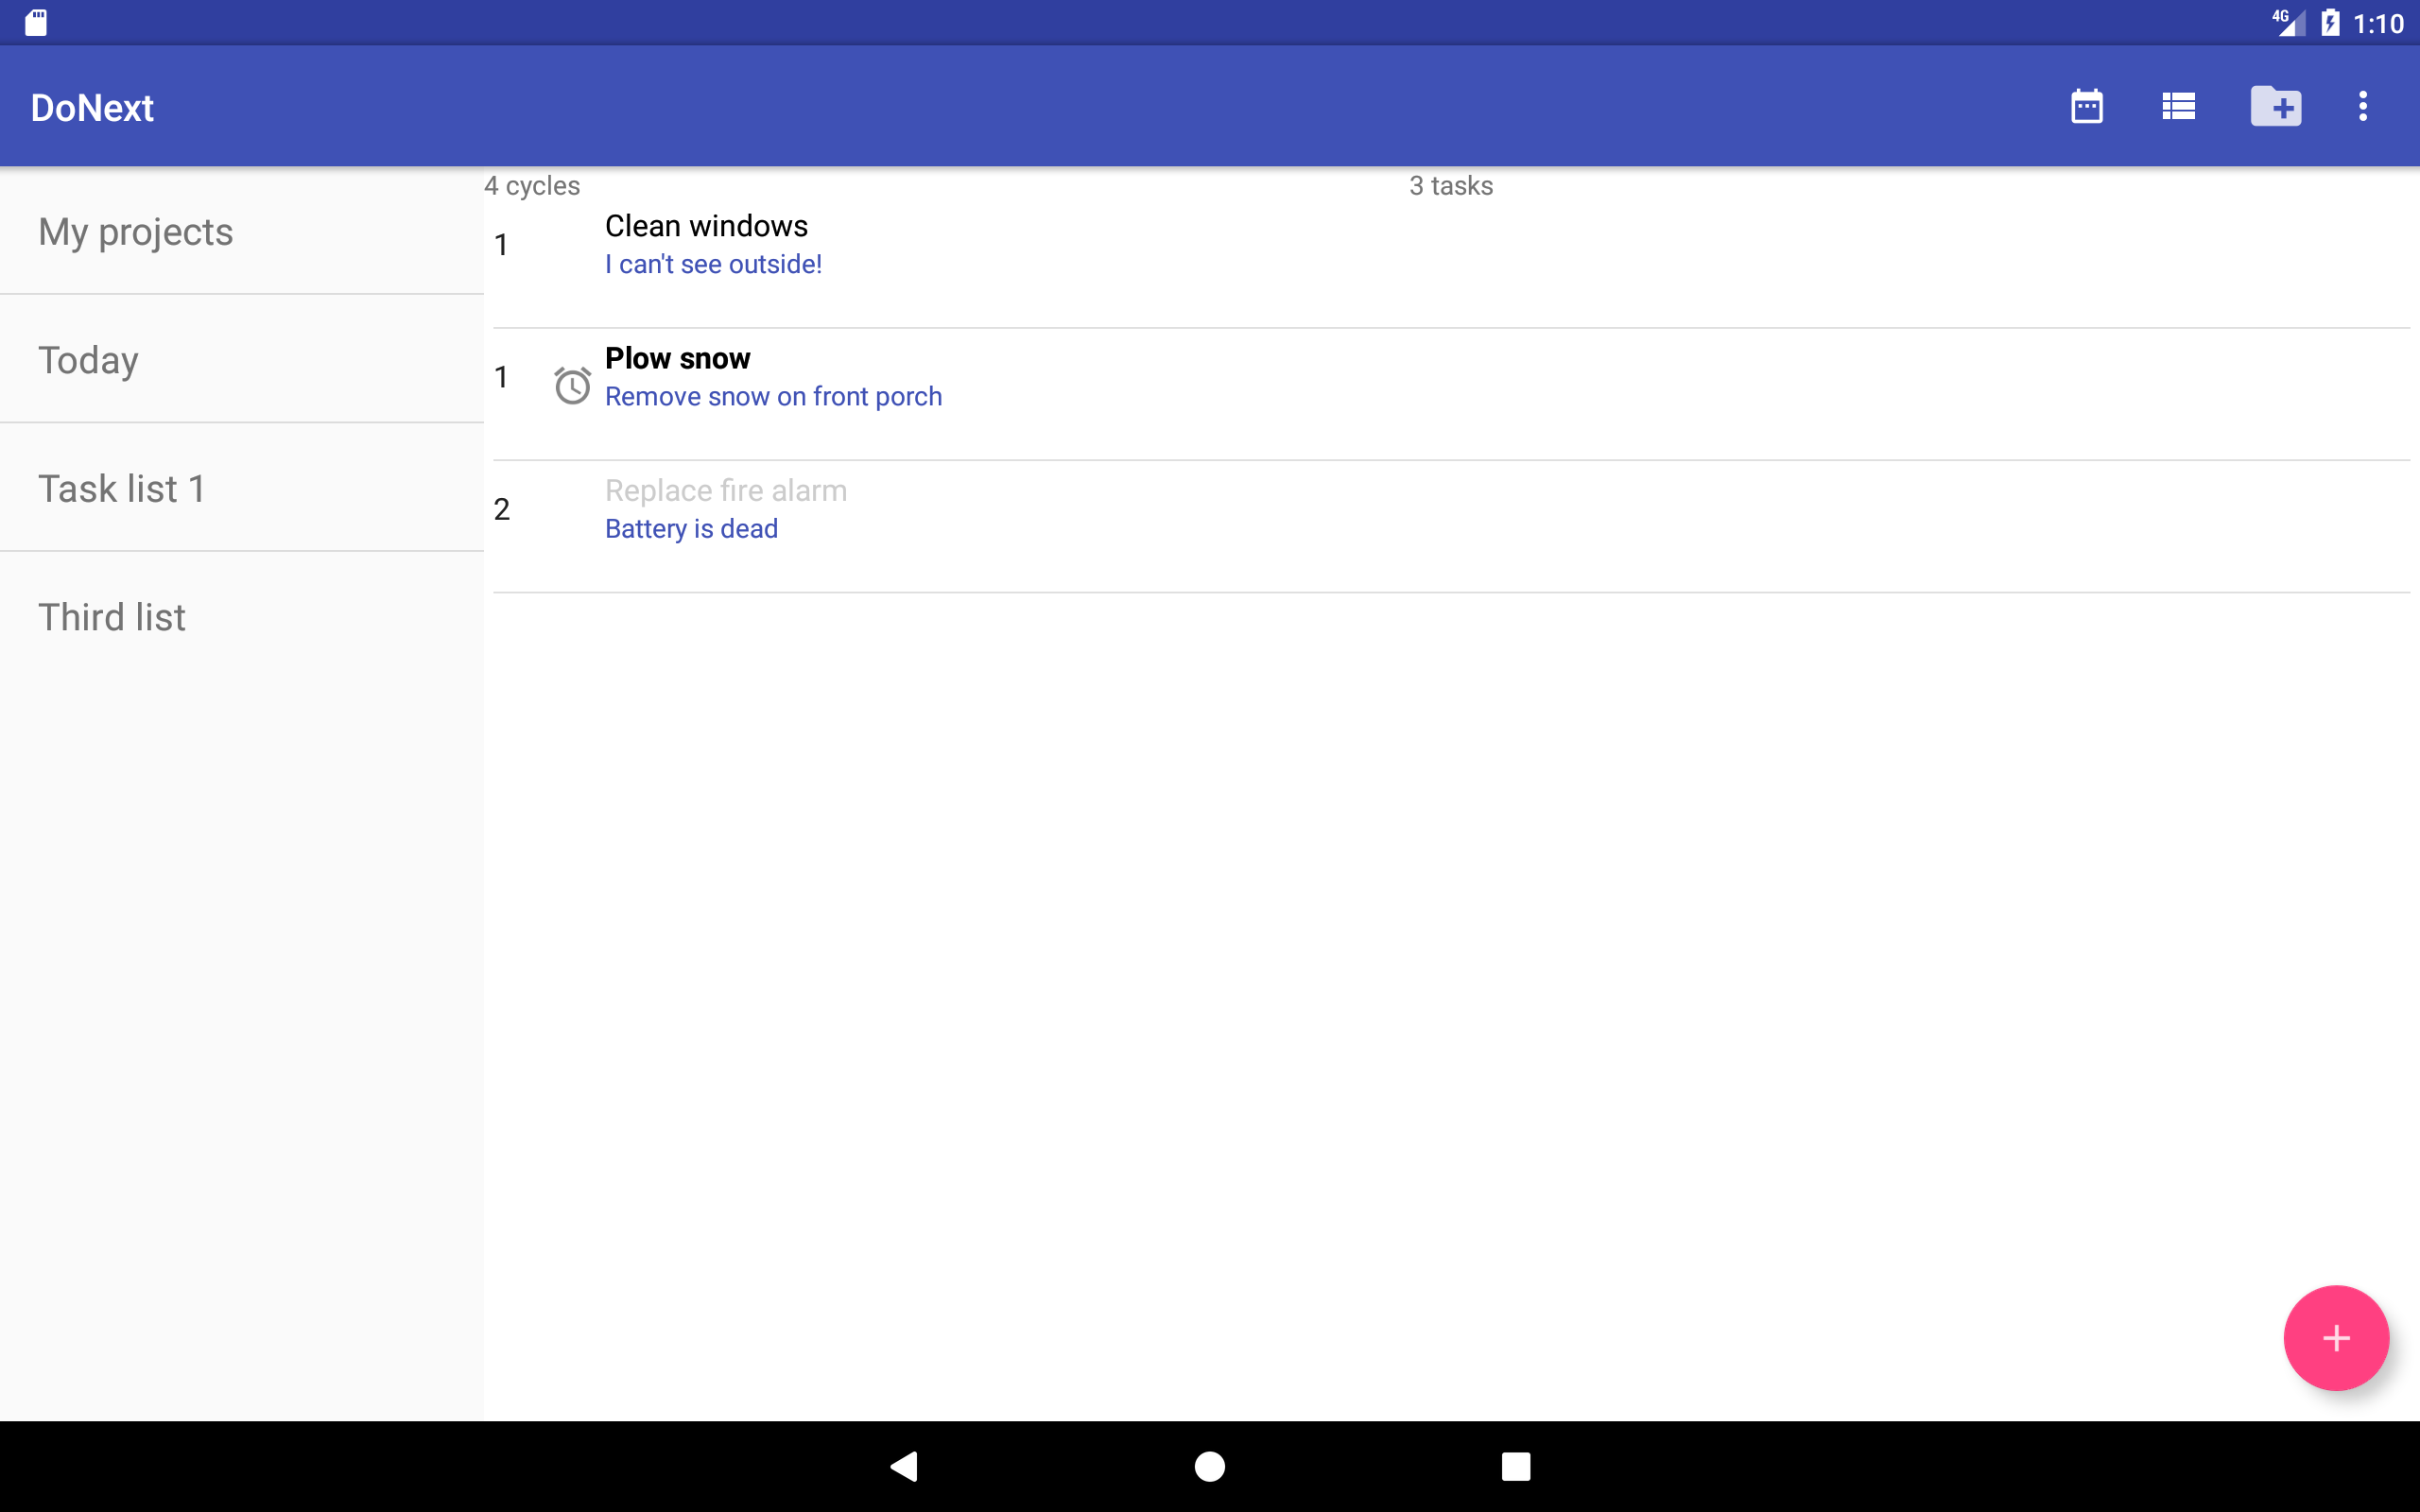 4G 1:10
DoNext
My projects
Today
Task list 1
Third list
4 cycles 3 tasks
1 Clean windows
I can't see outside!
1 Plow snow
Remove snow on front porch
2 Replace fire alarm
Battery is dead